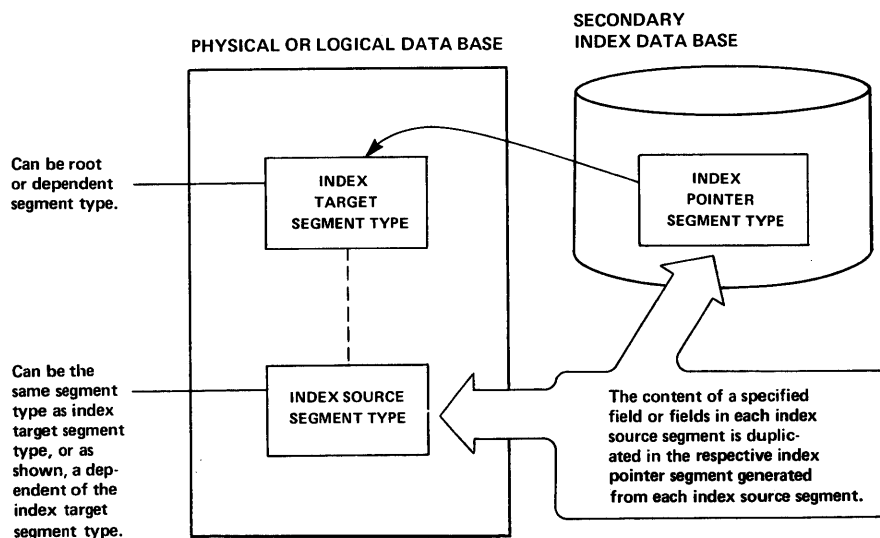 SECONDARY
INDEX DATA BASE
PHYSICAL OR LOGICAL DATA BASE
Can be root
or dependent
segment type.
INDEX
TARGET
SEGMENT TYPE
INDEX
POINTER
SEGMENT TYPE
Can be the
same segment
type as index
target segment
type, or as
shown, a dep-
endent of the
index target
segment type.
INDEX SOURCE
SEGMENT TYPE
The content of a specified
field or fields in each index
source segment is duplic-
ated in the respective index
pointer segment generated
from each index source segment.